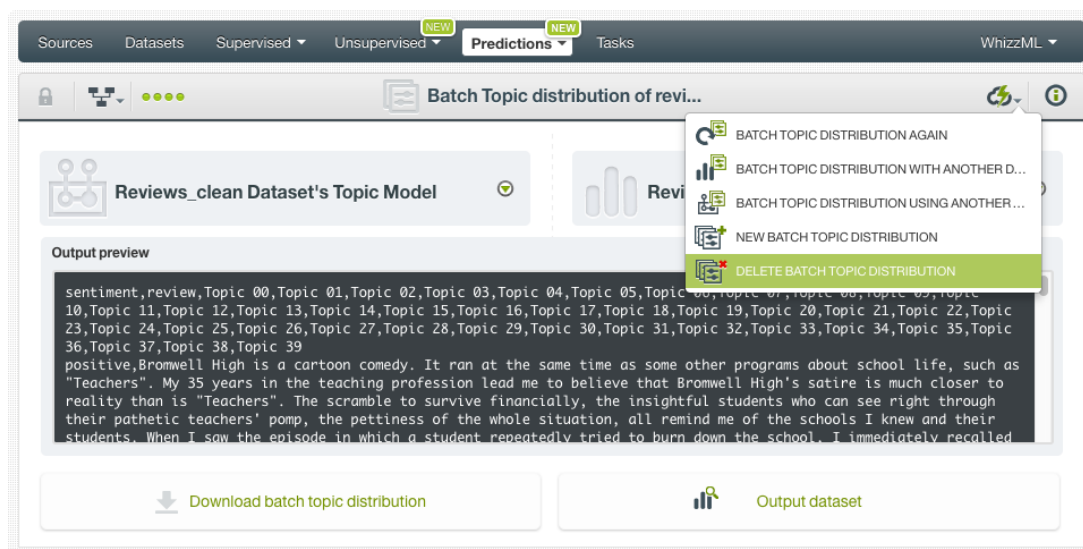 NEW
NEW
Sources Datasets Supervised Unsupervised Predictions Tasks WhizzML
Batch Topic distribution of revi...
BATCH TOPIC DISTRIBUTION AGAIN
BATCH TOPIC DISTRIBUTION WITH ANOTHER D...
BATCH TOPIC DISTRIBUTION USING ANOTHER ...
NEW BATCH TOPIC DISTRIBUTION
DELETE BATCH TOPIC DISTRIBUTION
Reviews_clean Dataset's Topic Model
Revi
Output preview
sentiment,review,Topic 00,Topic 01,Topic 02,Topic 03,Topic 04,Topic 05,Topic 06,Topic 07,Topic 08,Topic 09,Topic
10,Topic 11,Topic 12,Topic 13,Topic 14,Topic 15,Topic 16,Topic 17,Topic 18,Topic 19,Topic 20,Topic 21,Topic 22,Topic
23,Topic 24,Topic 25,Topic 26,Topic 27,Topic 28,Topic 29,Topic 30,Topic 31,Topic 32,Topic 33,Topic 34,Topic 35,Topic
36,Topic 37,Topic 38,Topic 39
positive,Bromwell High is a cartoon comedy. It ran at the same time as some other programs about school life, such as
"Teachers". My 35 years in the teaching profession lead me to believe that Bromwell High's satire is much closer to
reality than is "Teachers". The scramble to survive financially, the insightful students who can see right through
their pathetic teachers' pomp, the pettiness of the whole situation, all remind me of the schools I knew and their
students. When I saw the episode in which a student repeatedly tried to burn down the school, I immediately recalled
Download batch topic distribution
Output dataset